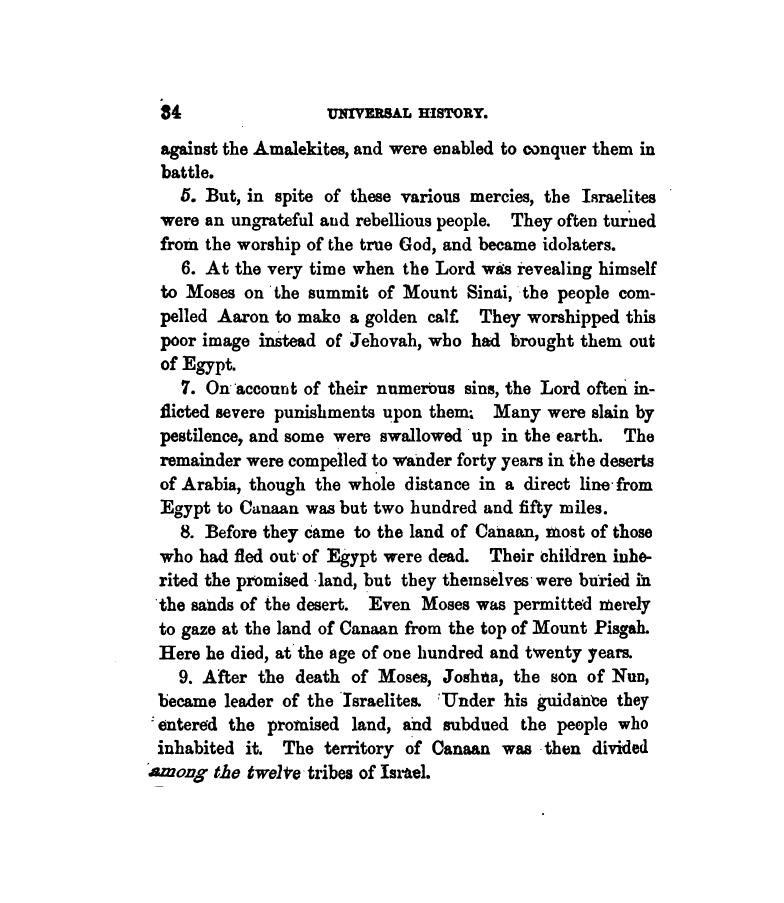 34 UNIVERSAL HISTORY.
against the Amalekites, and were enabled to conquer them in
battle.
5. But, in spite of these various mercies, the Israelites
were an ungrateful and rebellious people. They often turned
from the worship of the true God, and became idolaters.
6. At the very time when the Lord was revealing himself
to Moses on the summit of Mount Sinai, the people com-
pelled Aaron to make a golden calf. They worshipped this
poor image instead of Jehovah, who had brought them out
of Egypt.
7. On account of their numerous sins, the Lord often in-
flicted severe punishments upon them. Many were slain by
pestilence, and some were swallowed up in the earth. The
remainder were compelled to wander forty years in the deserts
of Arabia, though the whole distance in a direct line from
Egypt to Canaan was but two hundred and fifty miles.
8. Before they came to the land of Canaan, most of those
who had fled out of Egypt were dead. Their children inhe-
rited the promised land, but they themselves were buried in
the sands of the desert. Even Moses was permitted merely
to gaze at the land of Canaan from the top of Mount Pisgah.
Here he died, at the age of one hundred and twenty years.
9. After the death of Moses, Joshua, the son of Nun,
became leader of the Israelites. Under his guidance they
entered the promised land, and subdued the people who
inhabited it. The territory of Canaan was then divided
among the twelve tribes of Israel.